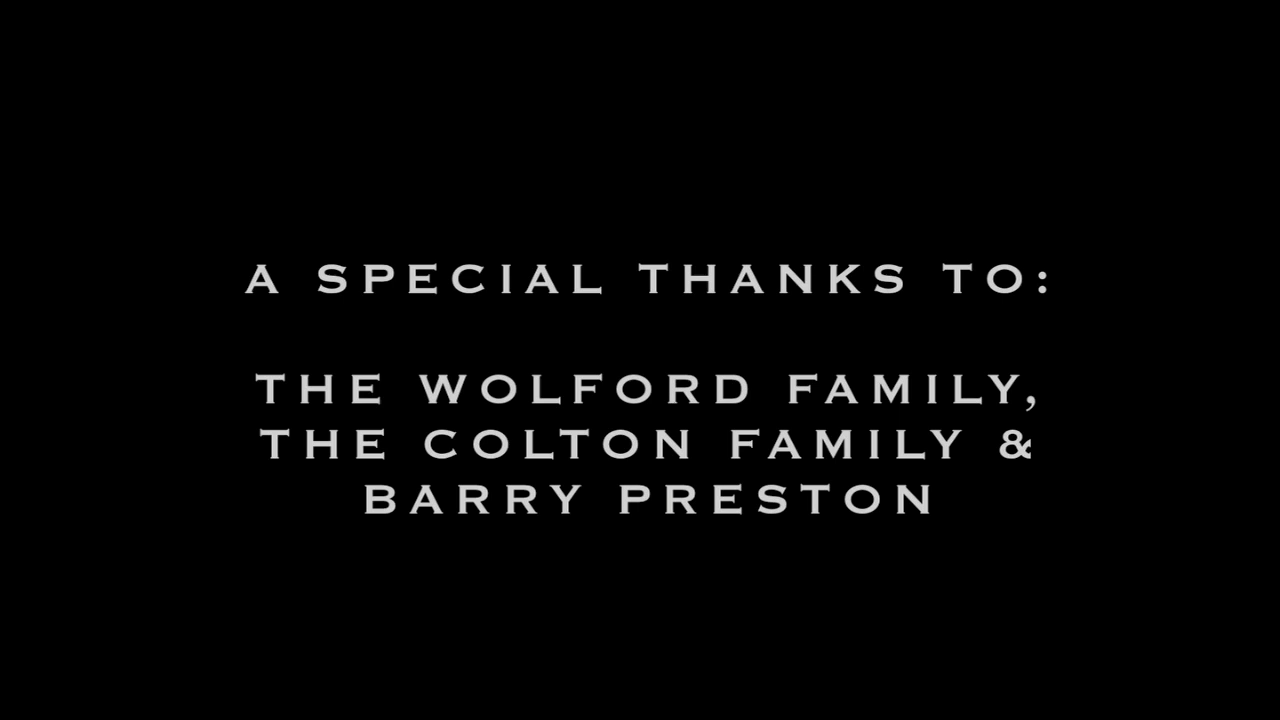 A SPECIAL THANKS TO:
THE WOLFORD FAMILY,
THE COLTON FAMILY &
BARRY PRESTON